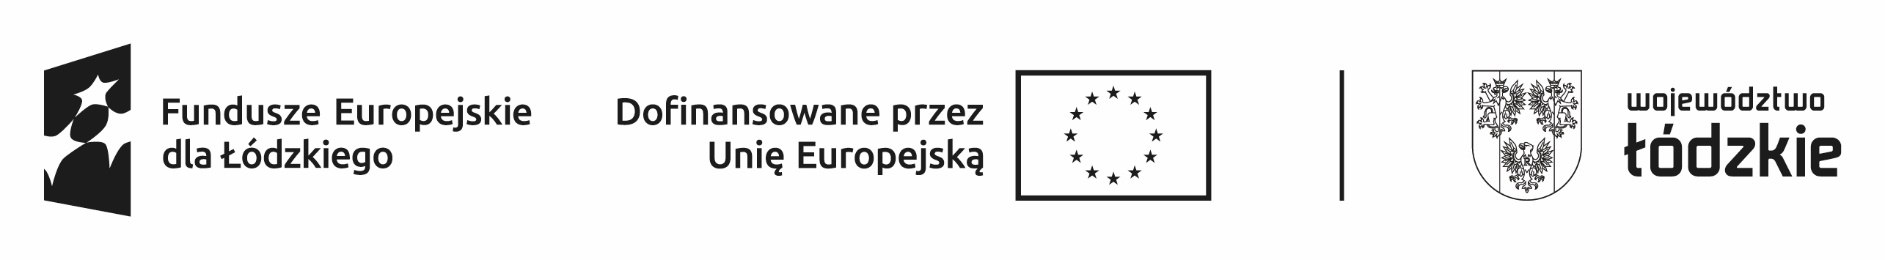 Fundusze Europejskie
dla Łódzkiego
Dofinansowane przez
Unię Europejską
województwo
łódzkie